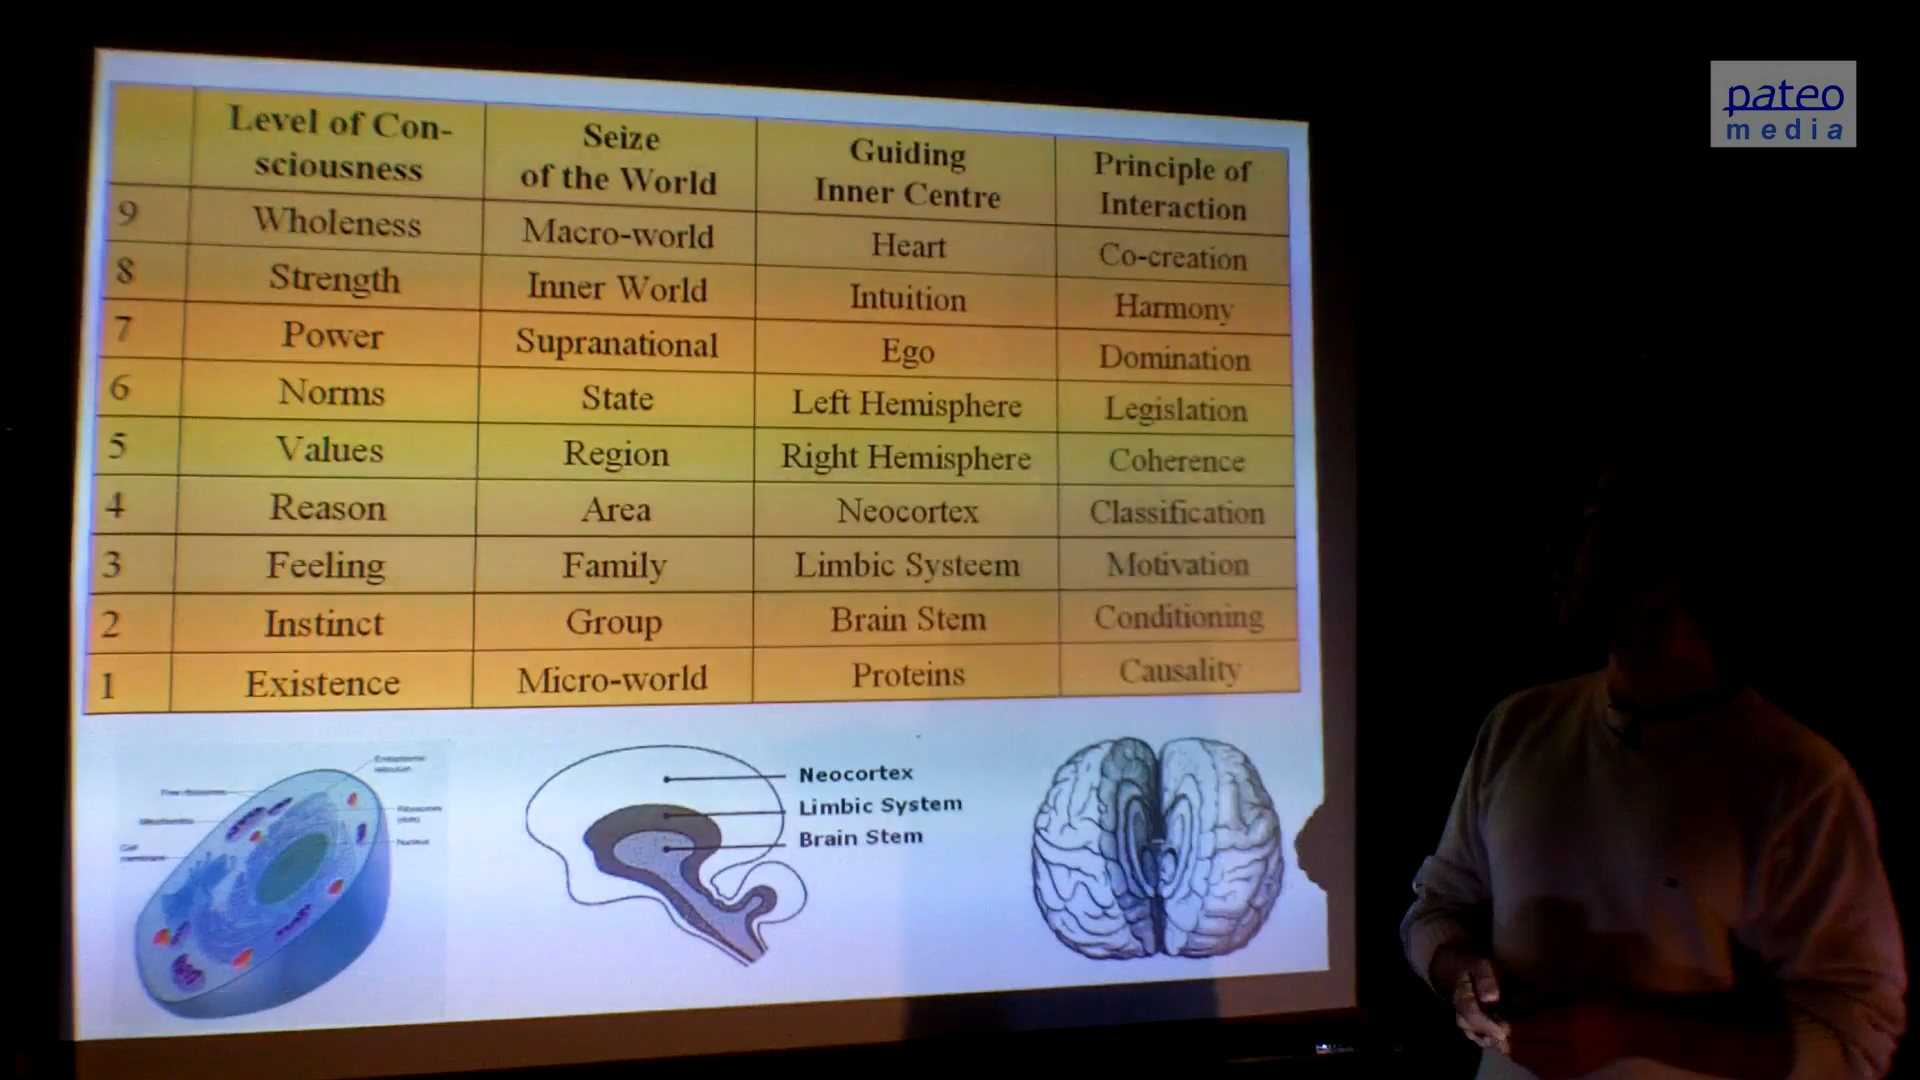 pateo
media
Level of Con-
sciousness
Seize
of the World
Guiding
Inner Centre
Principle of
Interaction
9 Wholeness Macro-world Heart Co-creation
8 Strength Inner World Intuition Harmony
7 Power Supranational Ego Domination
6 Norms State Left Hemisphere Legislation
5 Values Region Right Hemisphere Coherence
4 Reason Area Neocortex Classification
3 Feeling Family Limbic Systeem Motivation
2 Instinct Group Brain Stem Conditioning
1 Existence Micro-world Proteins Causality
Nucleus
Neocortex
Limbic System
Brain Stem